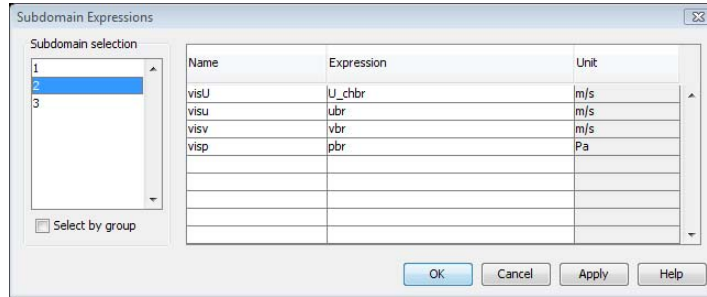 Subdomain Expressions
Subdomain selection
1
2
3
Select by group
Name Expression Unit
visU U_chbr m/s
visu ubr m/s
visv vbr m/s
visp pbr Pa
OK Cancel Apply Help